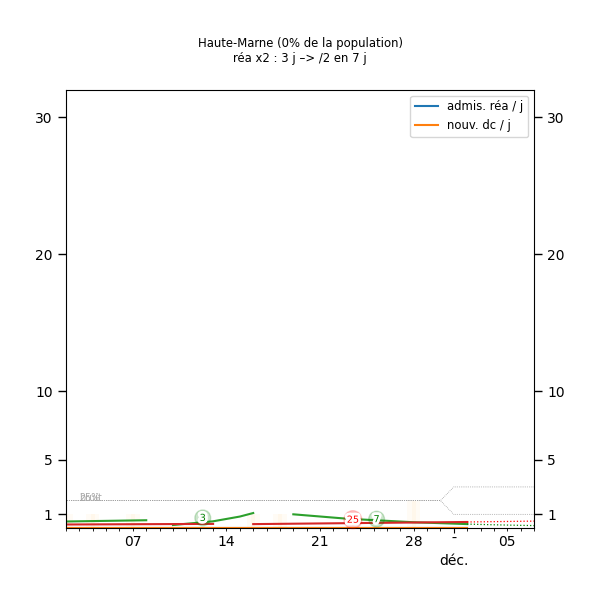 Haute-Marne (0% de la population)
réa x2 : 3 j –> /2 en 7 j
admis. réa / j
nouv. dc / j
30 30
20 20
10 10
5 5
1 1
3 25 7
07 14 21 28 - 05
déc.